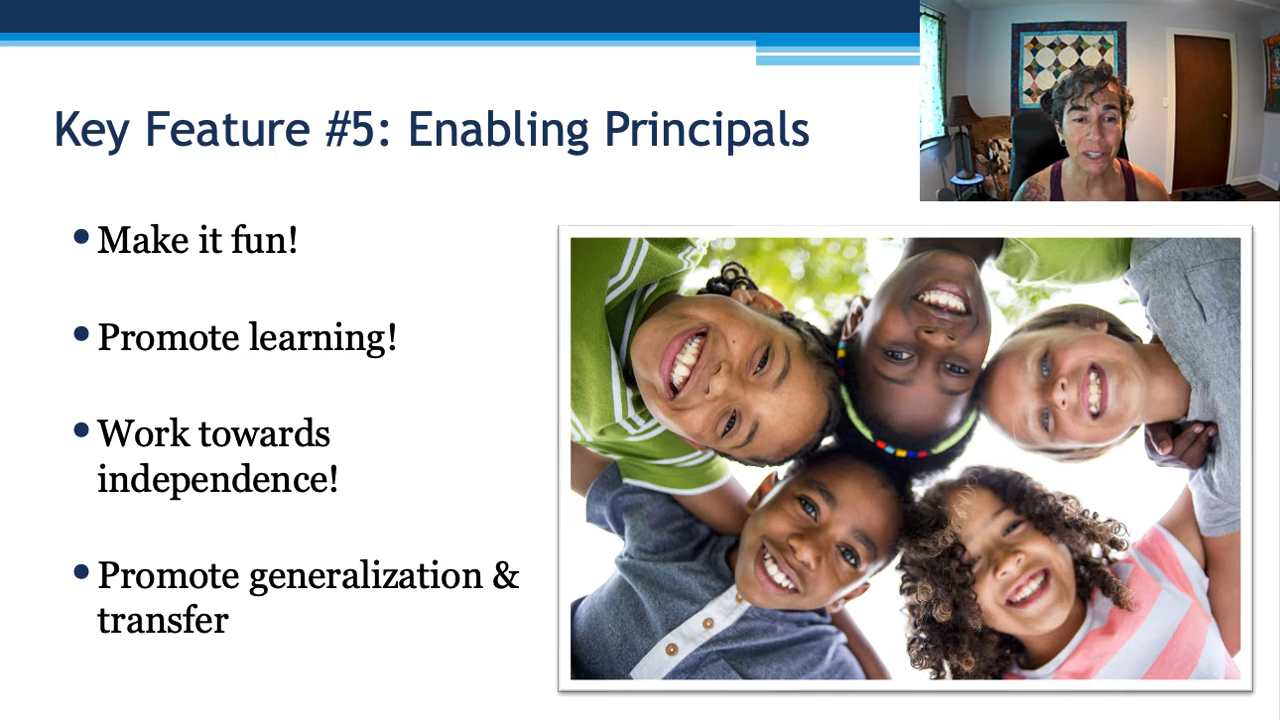 Key Feature #5: Enabling Principals
• Make it fun!
• Promote learning!
• Work towards
independence!
• Promote generalization &
transfer